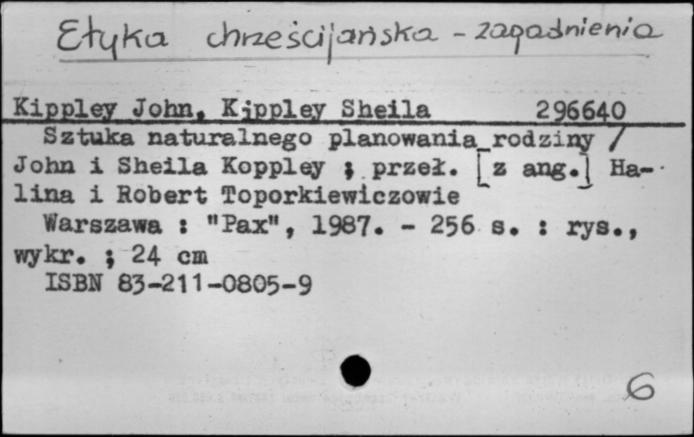 Etyka chrześcijańska - zagadnienia
Kippley John, Kippley Sheila 296640
Sztuka naturalnego planowania rodziny /
John i Sheila Koppley ; przeł. [z ang.] Ha-
lina i Robert Toporkiewiczowie
Warszawa : "Pax", 1987. - 256 s. : rys.,
wykr. ; 24 cm
ISBN 83-211-0805-9
6